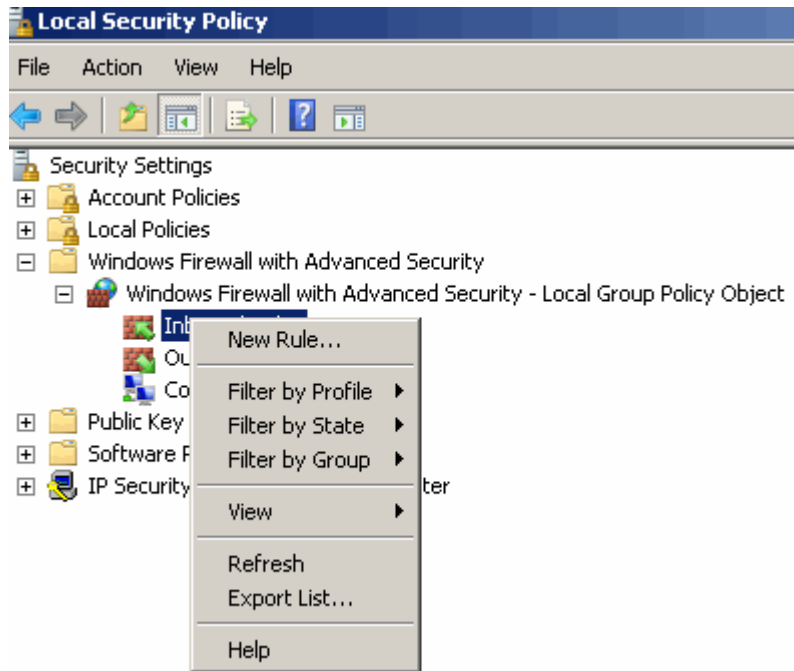 Local Security Policy
File Action View Help
Security Settings
Account Policies
Local Policies
Windows Firewall with Advanced Security
Windows Firewall with Advanced Security - Local Group Policy Object
New Rule...
Filter by Profile
Public Key
Filter by State
Software
Filter by Group
IP Security
View
Refresh
Export List...
Help